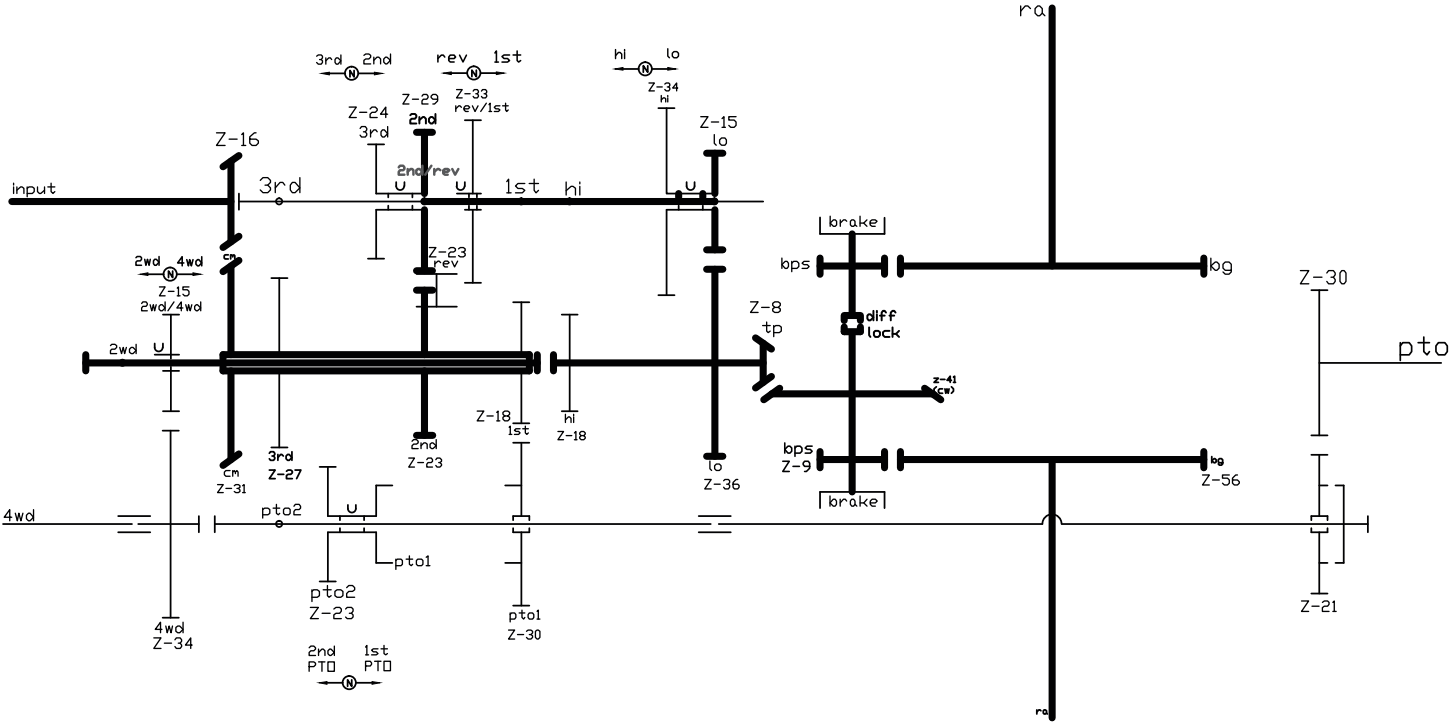 ra
3rd N 2nd
rev N 1st
hi N lo
Z-24
3rd
Z-29
2nd
Z-33
rev/1st
Z-34
hi
Z-15
lo
Z-16
2nd/rev
input
3rd
U
U
1st
hi
U
brake
bps
bg
cm
2wd N 4wd
Z-15
2wd/4wd
Z-23
rev
Z-30
Z-8
tp
diff
lock
U
2wd
pto
z-41
(cw)
Z-18
1st
hi
Z-18
2nd
Z-23
3rd
Z-27
cm
Z-31
lo
Z-36
bps
Z-9
bg
Z-56
brake
4wd
pto2
U
pto1
pto2
Z-23
pto1
Z-30
Z-21
4wd
Z-34
2nd
PTO
1st
PTO
N
ra